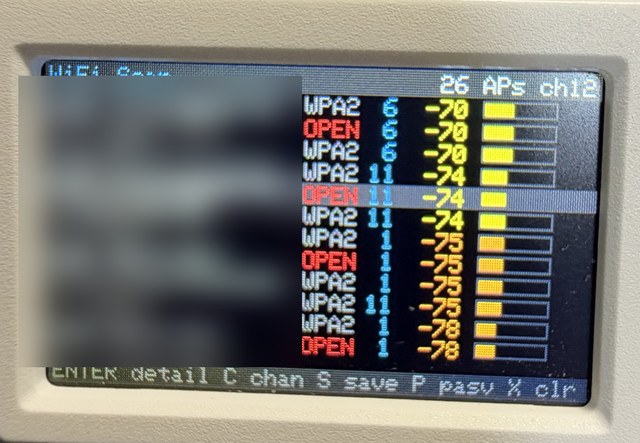 WiFi Scan 26 APs ch12
WPA2 6 -70
OPEN 6 -70
WPA2 6 -70
WPA2 11 -74
OPEN 11 -74
WPA2 11 -74
WPA2 1 -75
OPEN 1 -75
WPA2 1 -75
WPA2 11 -75
WPA2 1 -78
OPEN 1 -78
ENTER detail C chan S save P pasv X clr